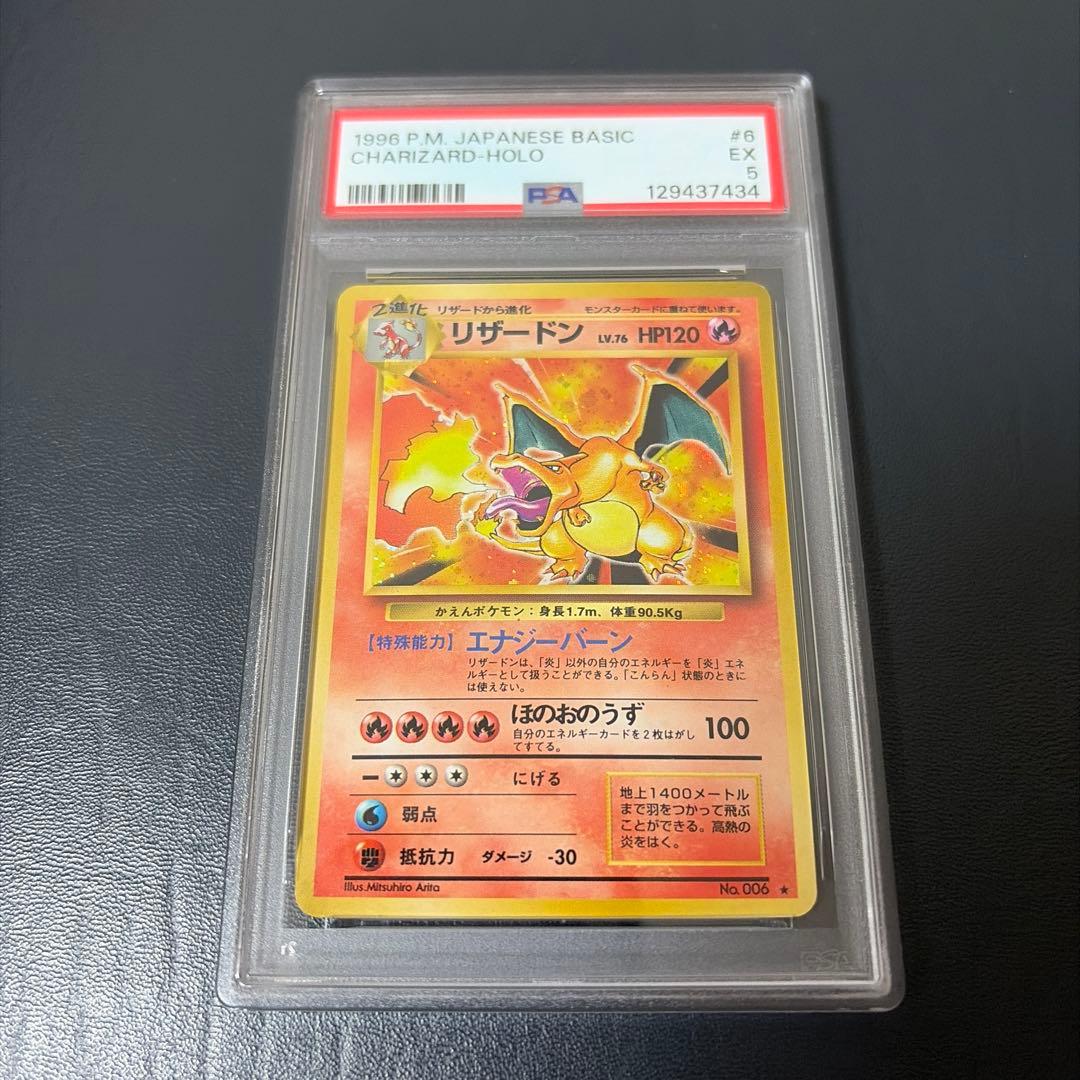 1996 P.M. JAPANESE BASIC #6
CHARIZARD-HOLO EX
5
PSA 129437434
2進化 リザードから進化 モンスターカードに重ねて使います。
リザードン LV.76 HP120
かえんポケモン：身長1.7m、体重90.5Kg
【特殊能力】エナジーバーン
リザードンは、「炎」以外の自分のエネルギーを「炎」エネ
ルギーとして扱うことができる。「こんらん」状態のときに
は使えない。
ほのおのうず 100
自分のエネルギーカードを2枚はがし
てすてる。
にげる
弱点
抵抗力 ダメージ -30
地上1400メートル
まで羽をつかって飛ぶ
ことができる。高熱の
炎をはく。
Illus.Mitsuhiro Arita No. 006 ★
PSA